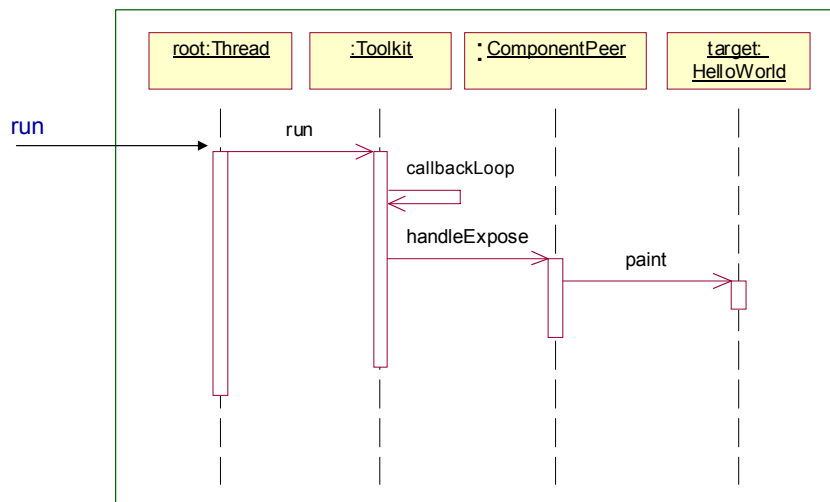 root:Thread
:Toolkit
: ComponentPeer
target:
HelloWorld
run
run
callbackLoop
handleExpose
paint